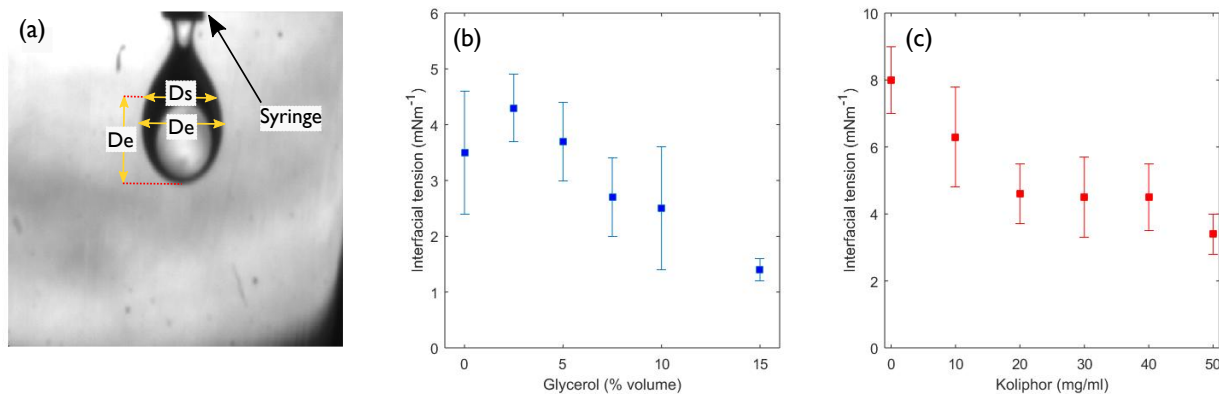 (a)
Ds
De
De
Syringe
(b)
Interfacial tension (mNm-1)
6
5
4
3
2
1
0
0
5
10
15
Glycerol (% volume)
(c)
Interfacial tension (mNm-1)
10
8
6
4
2
0
0
10
20
30
40
50
Koliphor (mg/ml)